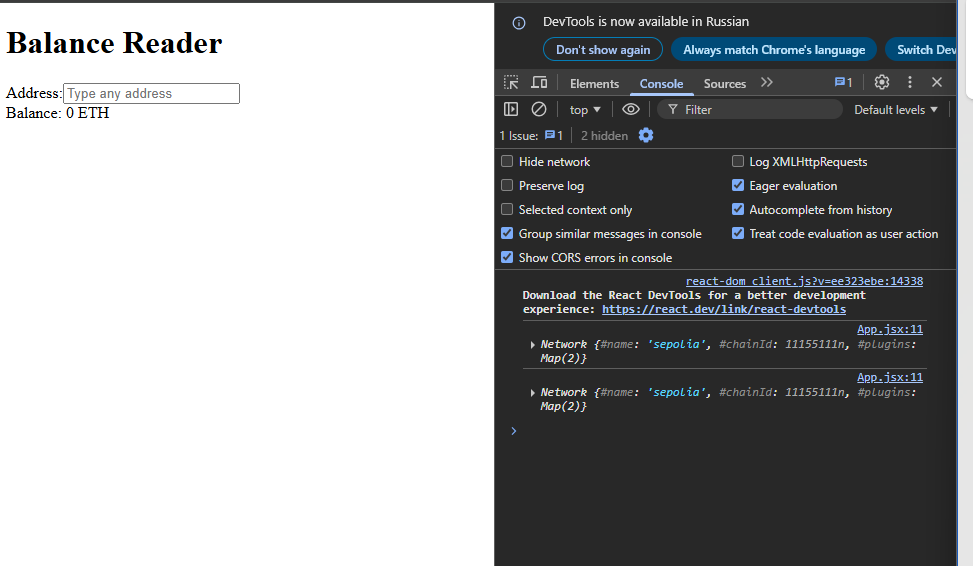 Balance Reader
Address: Type any address
Balance: 0 ETH
DevTools is now available in Russian
Don't show again
Always match Chrome's language
Switch Dev
Elements
Console
Sources
1
top
Filter
Default levels
1 Issue: 1
2 hidden
Hide network
Log XMLHttpRequests
Preserve log
Eager evaluation
Selected context only
Autocomplete from history
Group similar messages in console
Treat code evaluation as user action
Show CORS errors in console
react-dom client.js?v=ee323ebe:14338
Download the React DevTools for a better development
experience: https://react.dev/link/react-devtools
App.jsx:11
Network {#name: 'sepolia', #chainId: 11155111n, #plugins:
Map(2)}
App.jsx:11
Network {#name: 'sepolia', #chainId: 11155111n, #plugins:
Map(2)}